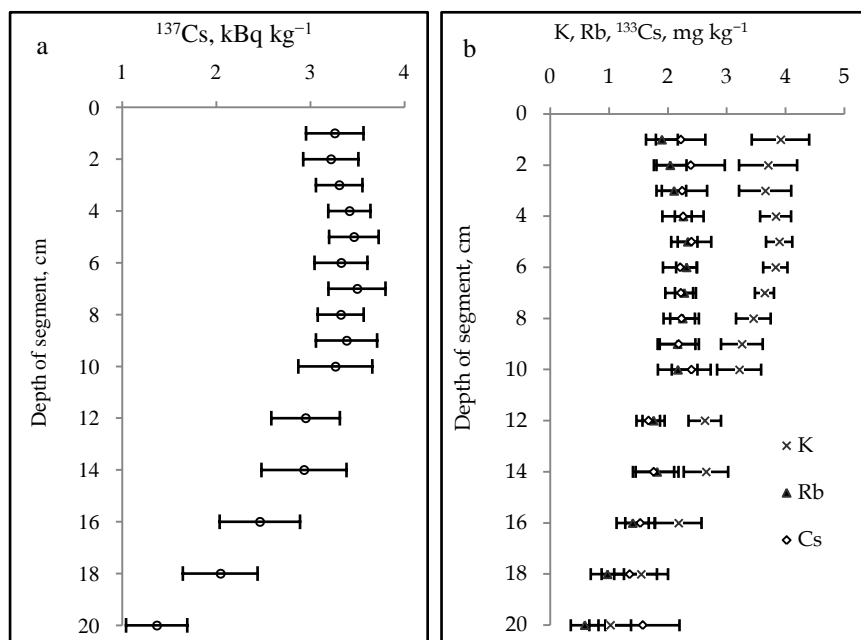 a
¹³⁷Cs, kBq kg⁻¹
1 2 3 4
Depth of segment, cm
0
2
4
6
8
10
12
14
16
18
20
b
K, Rb, ¹³³Cs, mg kg⁻¹
0 1 2 3 4 5
Depth of segment, cm
0
2
4
6
8
10
12
14
16
18
20
K
Rb
Cs